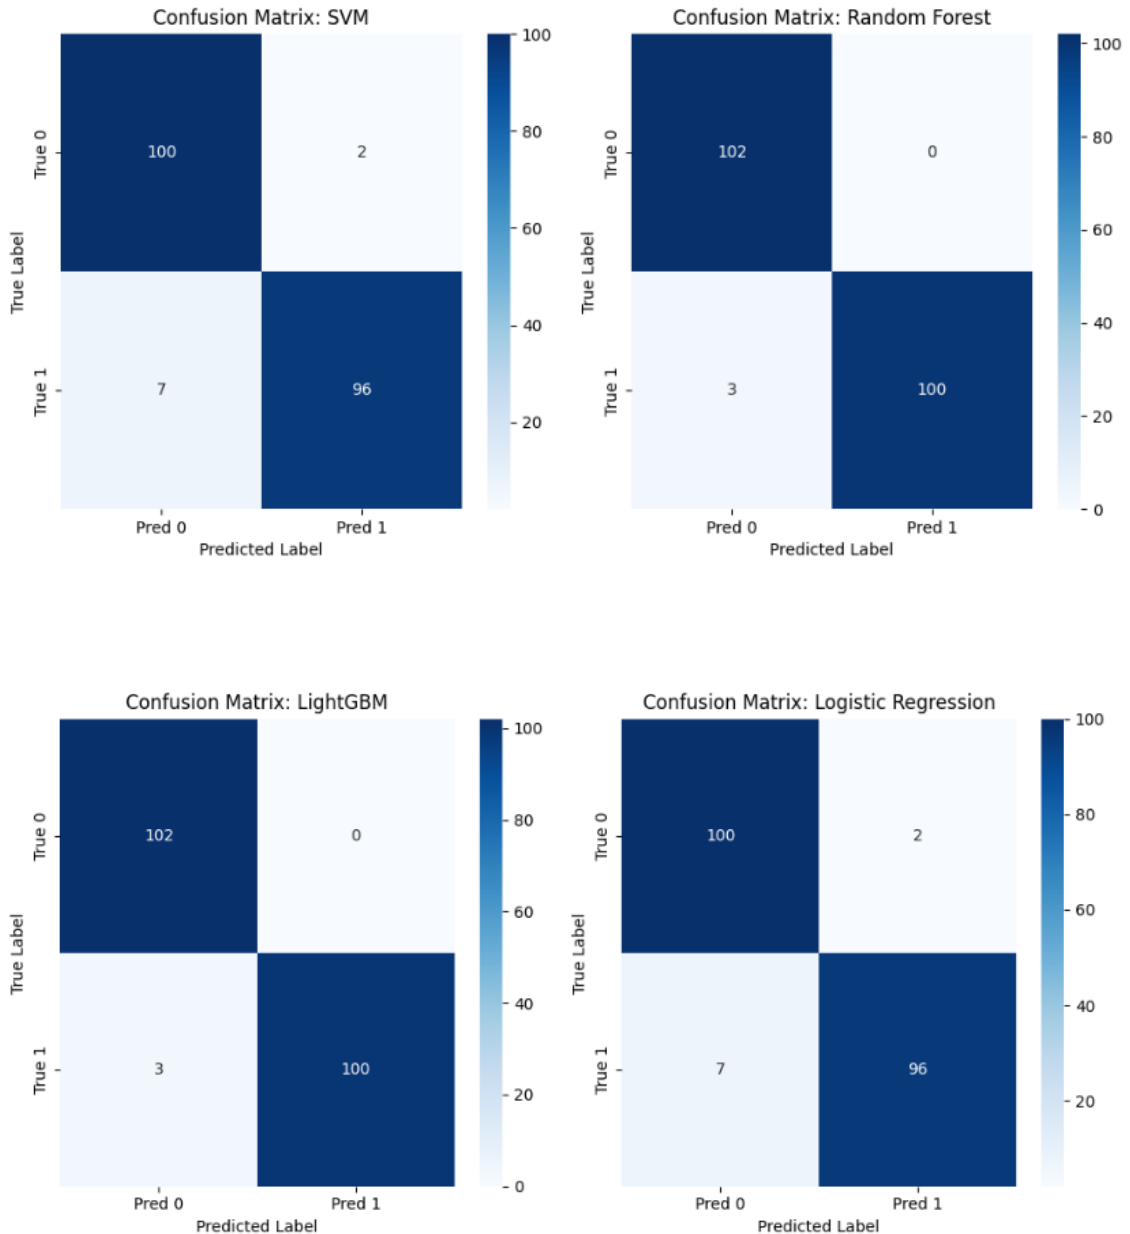 Confusion Matrix: SVM
True Label
True 0
True 1
100
2
7
96
Pred 0
Pred 1
Predicted Label
100
80
60
40
20
Confusion Matrix: Random Forest
True Label
True 0
True 1
102
0
3
100
Pred 0
Pred 1
Predicted Label
100
80
60
40
20
0
Confusion Matrix: LightGBM
True Label
True 0
True 1
102
0
3
100
Pred 0
Pred 1
Predicted Label
100
80
60
40
20
0
Confusion Matrix: Logistic Regression
True Label
True 0
True 1
100
2
7
96
Pred 0
Pred 1
Predicted Label
100
80
60
40
20